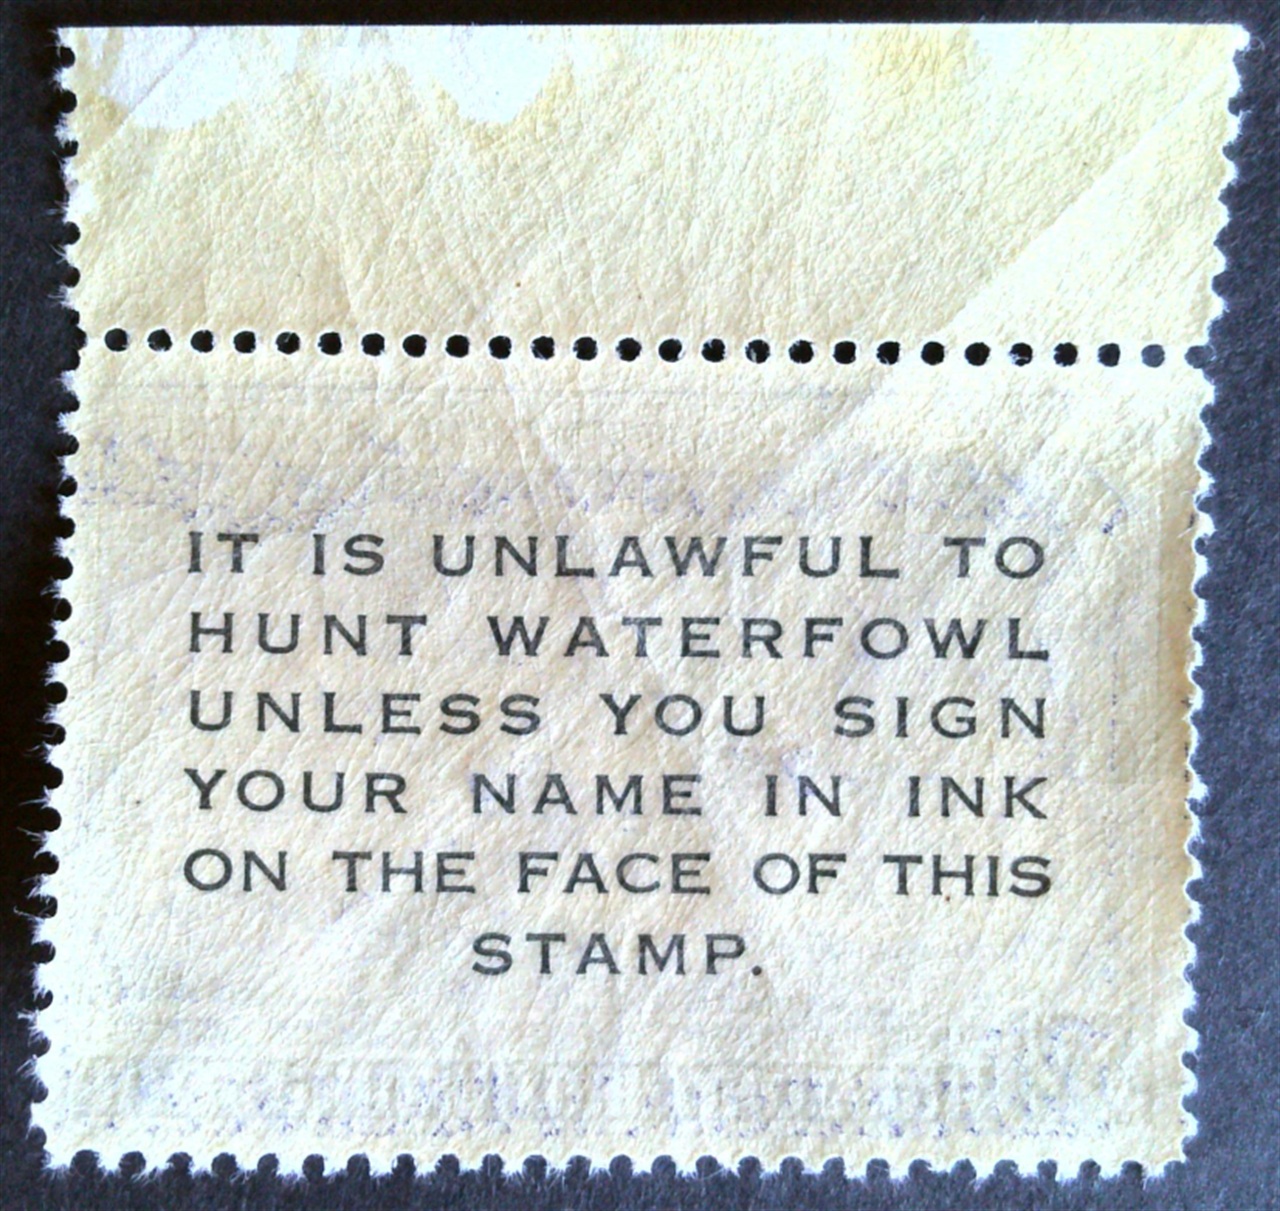 IT IS UNLAWFUL TO
HUNT WATERFOWL
UNLESS YOU SIGN
YOUR NAME IN INK
ON THE FACE OF THIS
STAMP.